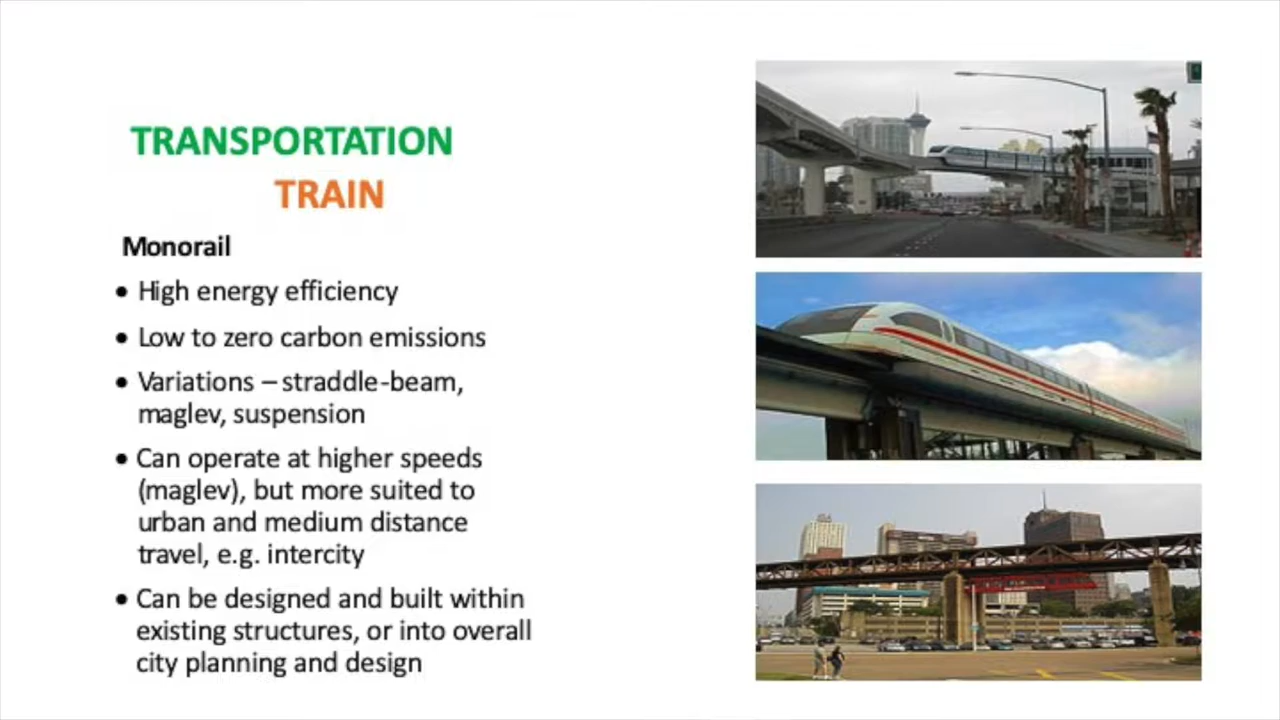 TRANSPORTATION
TRAIN
Monorail
• High energy efficiency
• Low to zero carbon emissions
• Variations – straddle-beam,
maglev, suspension
• Can operate at higher speeds
(maglev), but more suited to
urban and medium distance
travel, e.g. intercity
• Can be designed and built within
existing structures, or into overall
city planning and design